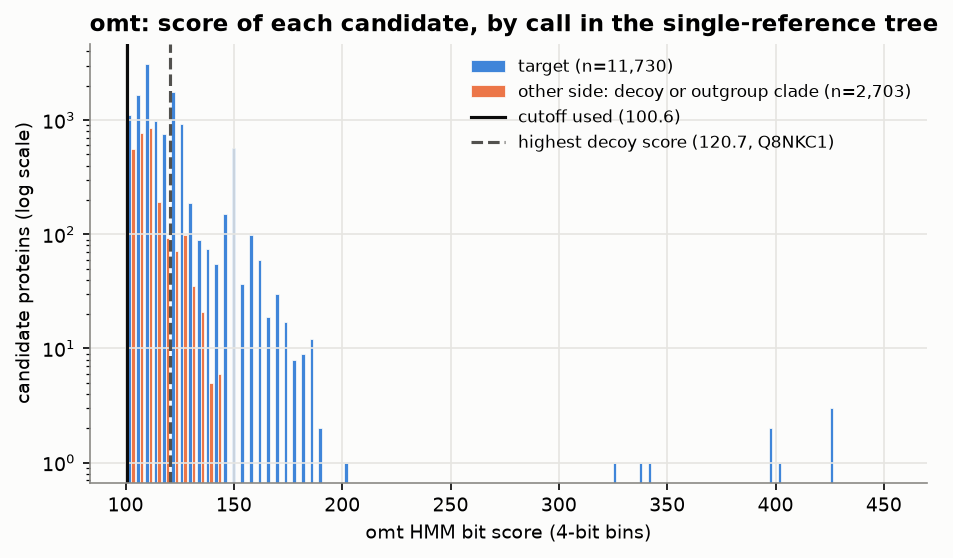 omt: score of each candidate, by call in the single-reference tree
target (n=11,730)
other side: decoy or outgroup clade (n=2,703)
cutoff used (100.6)
highest decoy score (120.7, Q8NKC1)
candidate proteins (log scale)
10³
10²
10¹
10⁰
100 150 200 250 300 350 400 450
omt HMM bit score (4-bit bins)